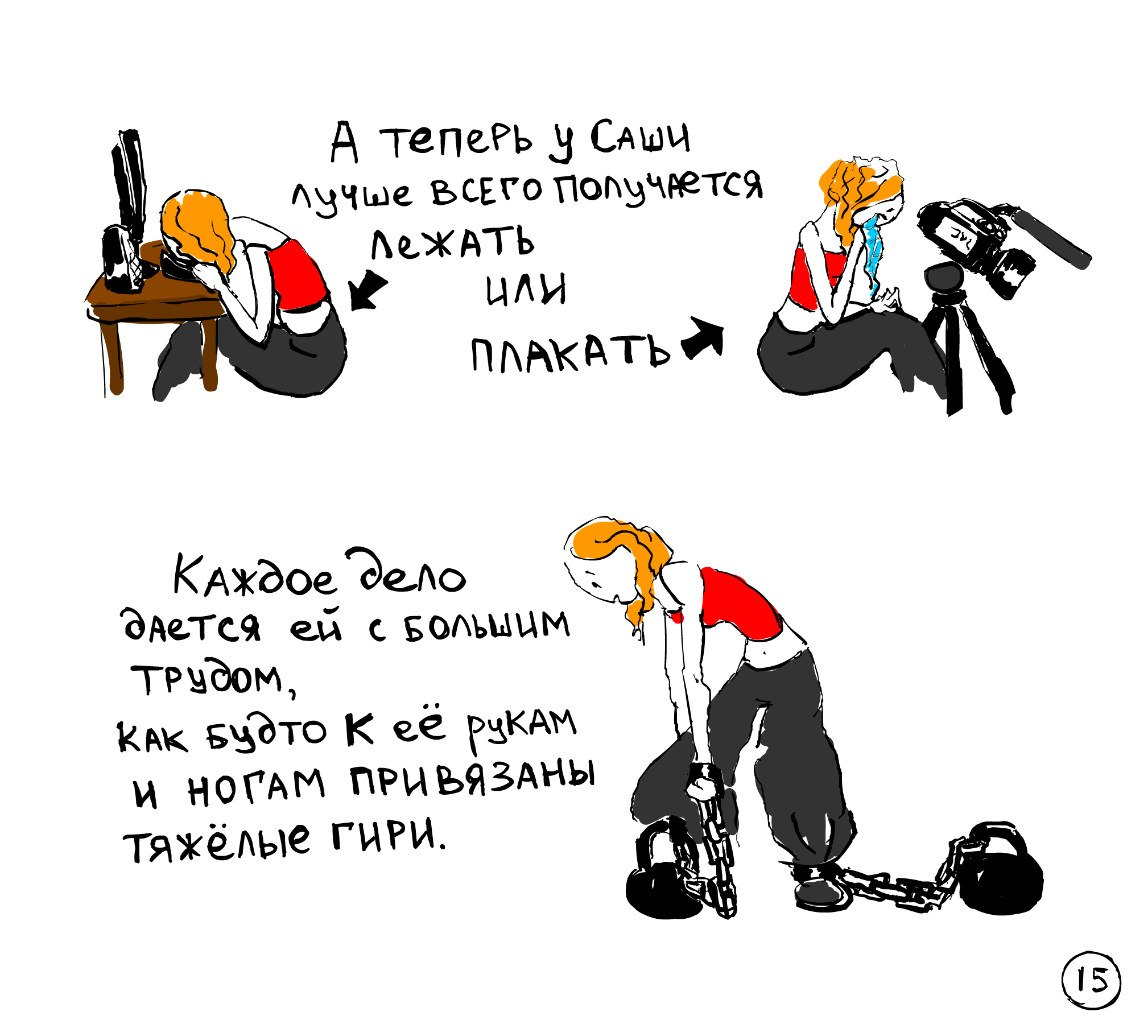 А теперь у Саши
лучше всего получается
лежать
или
плакать
JVC
Каждое дело
дается ей с большим
трудом,
как будто к её рукам
и ногам привязаны
тяжёлые гири.
15